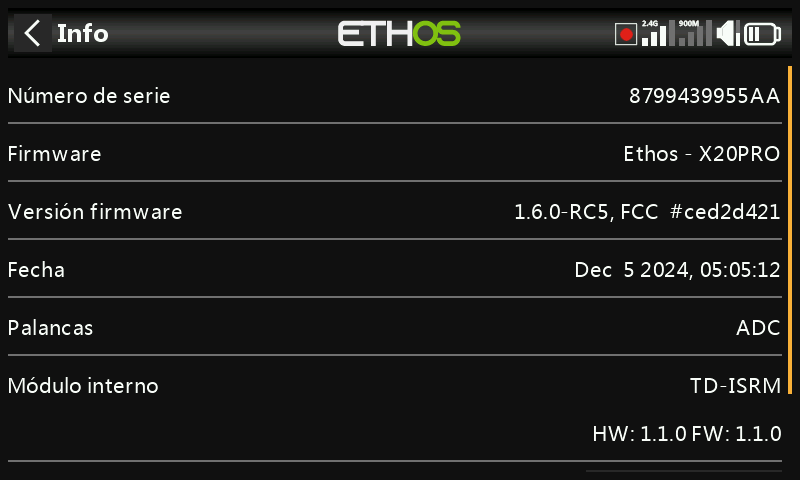 Info ETHOS 2.4G 900M
Número de serie 8799439955AA
Firmware Ethos - X20PRO
Versión firmware 1.6.0-RC5, FCC #ced2d421
Fecha Dec 5 2024, 05:05:12
Palancas ADC
Módulo interno TD-ISRM
HW: 1.1.0 FW: 1.1.0